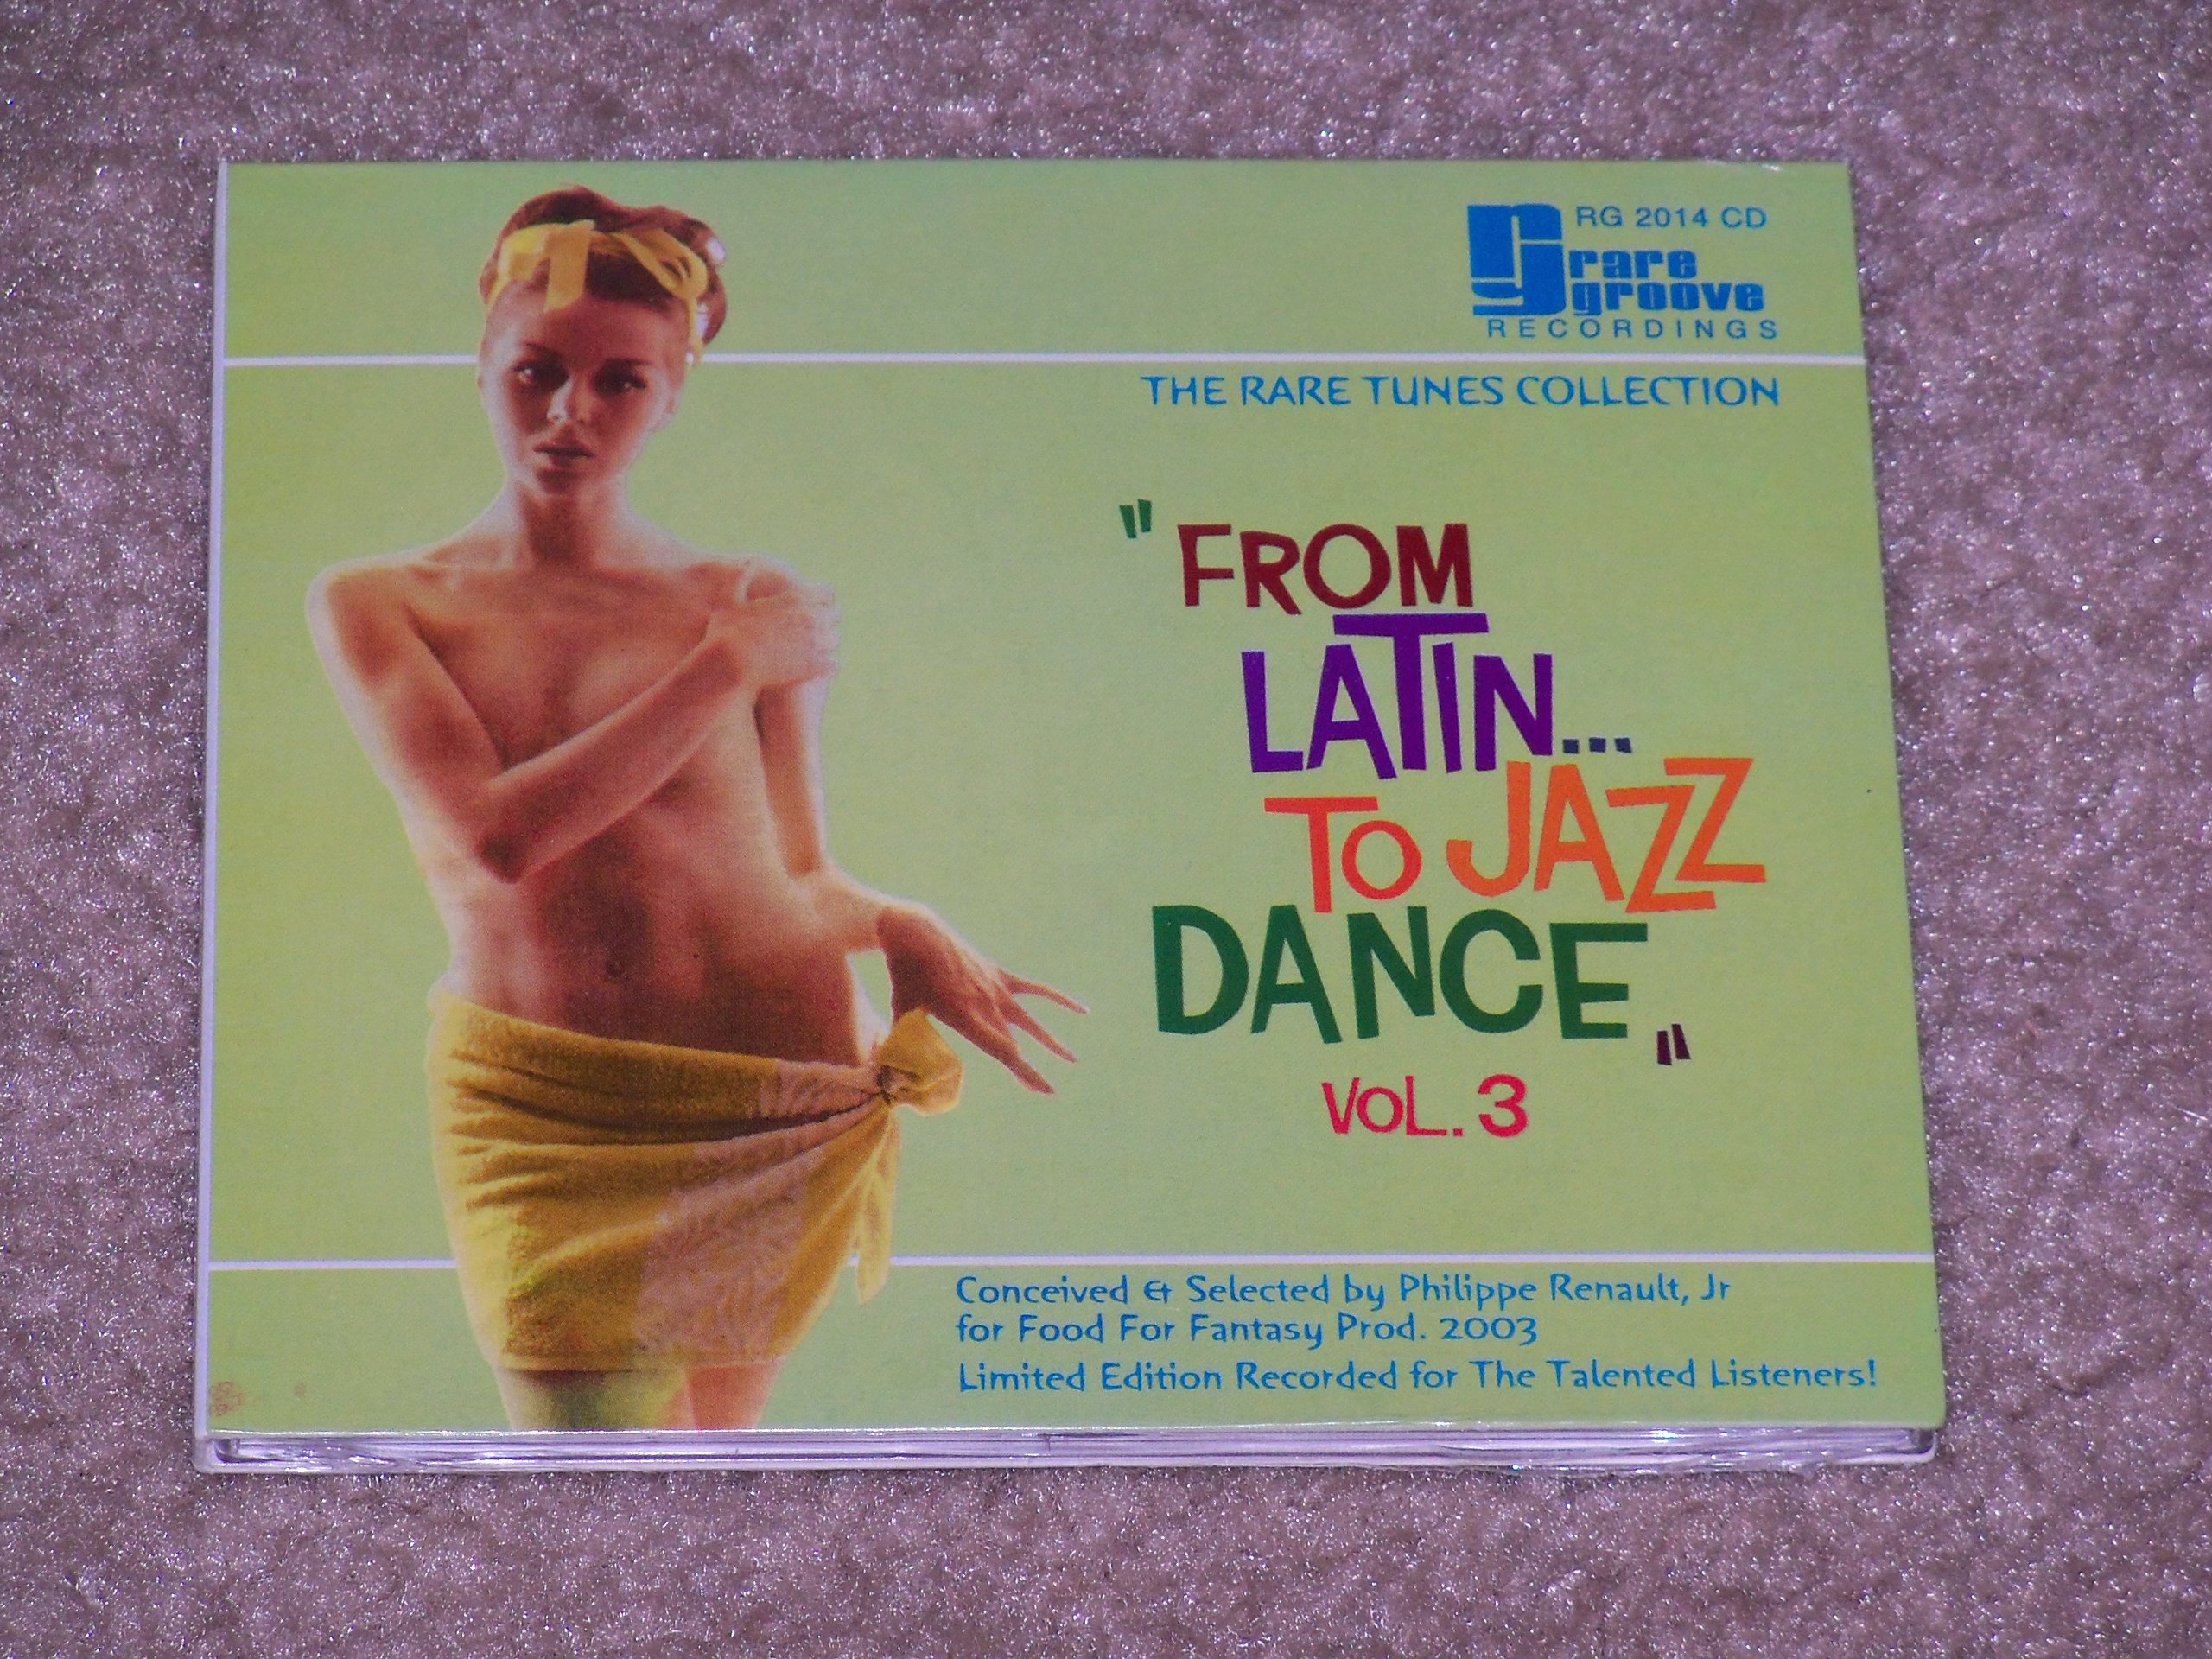 RG 2014 CD
rg rare
groove
RECORDINGS
THE RARE TUNES COLLECTION
"FROM
LATIN...
TO JAZZ
DANCE"
VOL. 3
Conceived & Selected by Philippe Renault, Jr
for Food For Fantasy Prod. 2003
Limited Edition Recorded for The Talented Listeners!